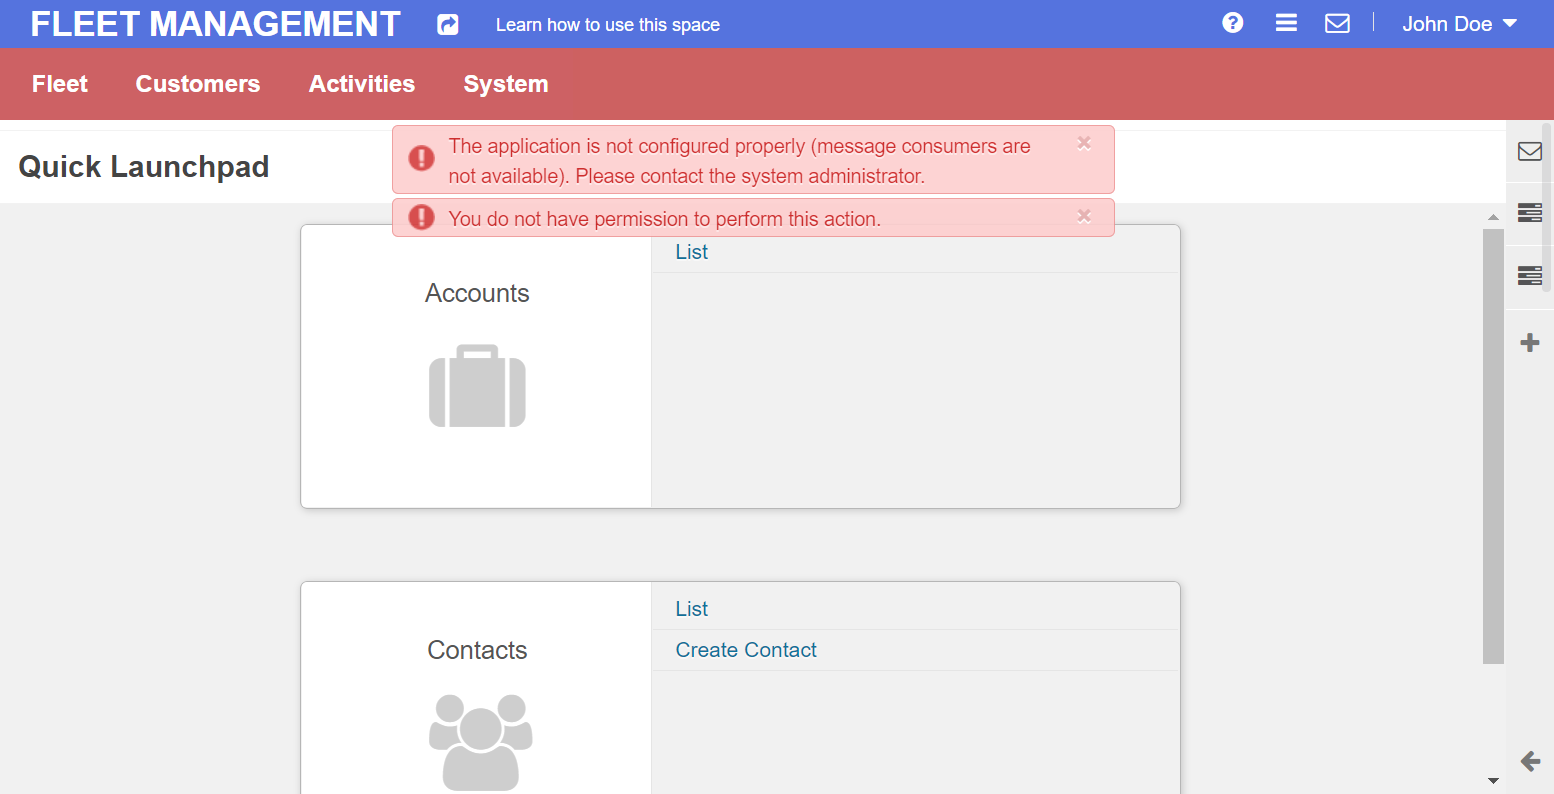 FLEET MANAGEMENT
Learn how to use this space
John Doe
Fleet
Customers
Activities
System
Quick Launchpad
The application is not configured properly (message consumers are
not available). Please contact the system administrator.
You do not have permission to perform this action.
Accounts
List
Contacts
List
Create Contact